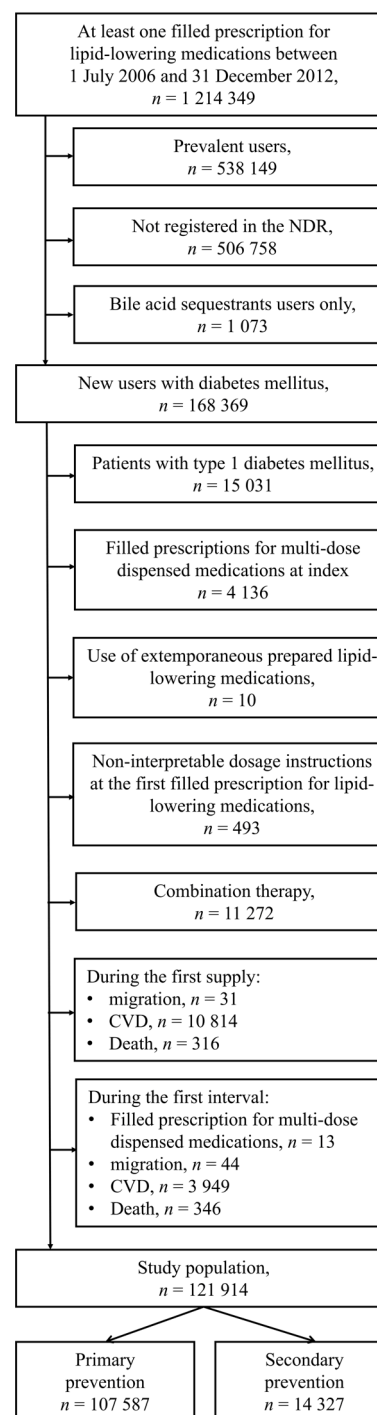 At least one filled prescription for
lipid-lowering medications between
1 July 2006 and 31 December 2012,
n = 1 214 349
Prevalent users,
n = 538 149
Not registered in the NDR,
n = 506 758
Bile acid sequestrants users only,
n = 1 073
New users with diabetes mellitus,
n = 168 369
Patients with type 1 diabetes mellitus,
n = 15 031
Filled prescriptions for multi-dose
dispensed medications at index
n = 4 136
Use of extemporaneous prepared lipid-
lowering medications,
n = 10
Non-interpretable dosage instructions
at the first filled prescription for lipid-
lowering medications,
n = 493
Combination therapy,
n = 11 272
During the first supply:
• migration, n = 31
• CVD, n = 10 814
• Death, n = 316
During the first interval:
• Filled prescription for multi-dose
dispensed medications, n = 13
• migration, n = 44
• CVD, n = 3 949
• Death, n = 346
Study population,
n = 121 914
Primary
prevention
n = 107 587
Secondary
prevention
n = 14 327